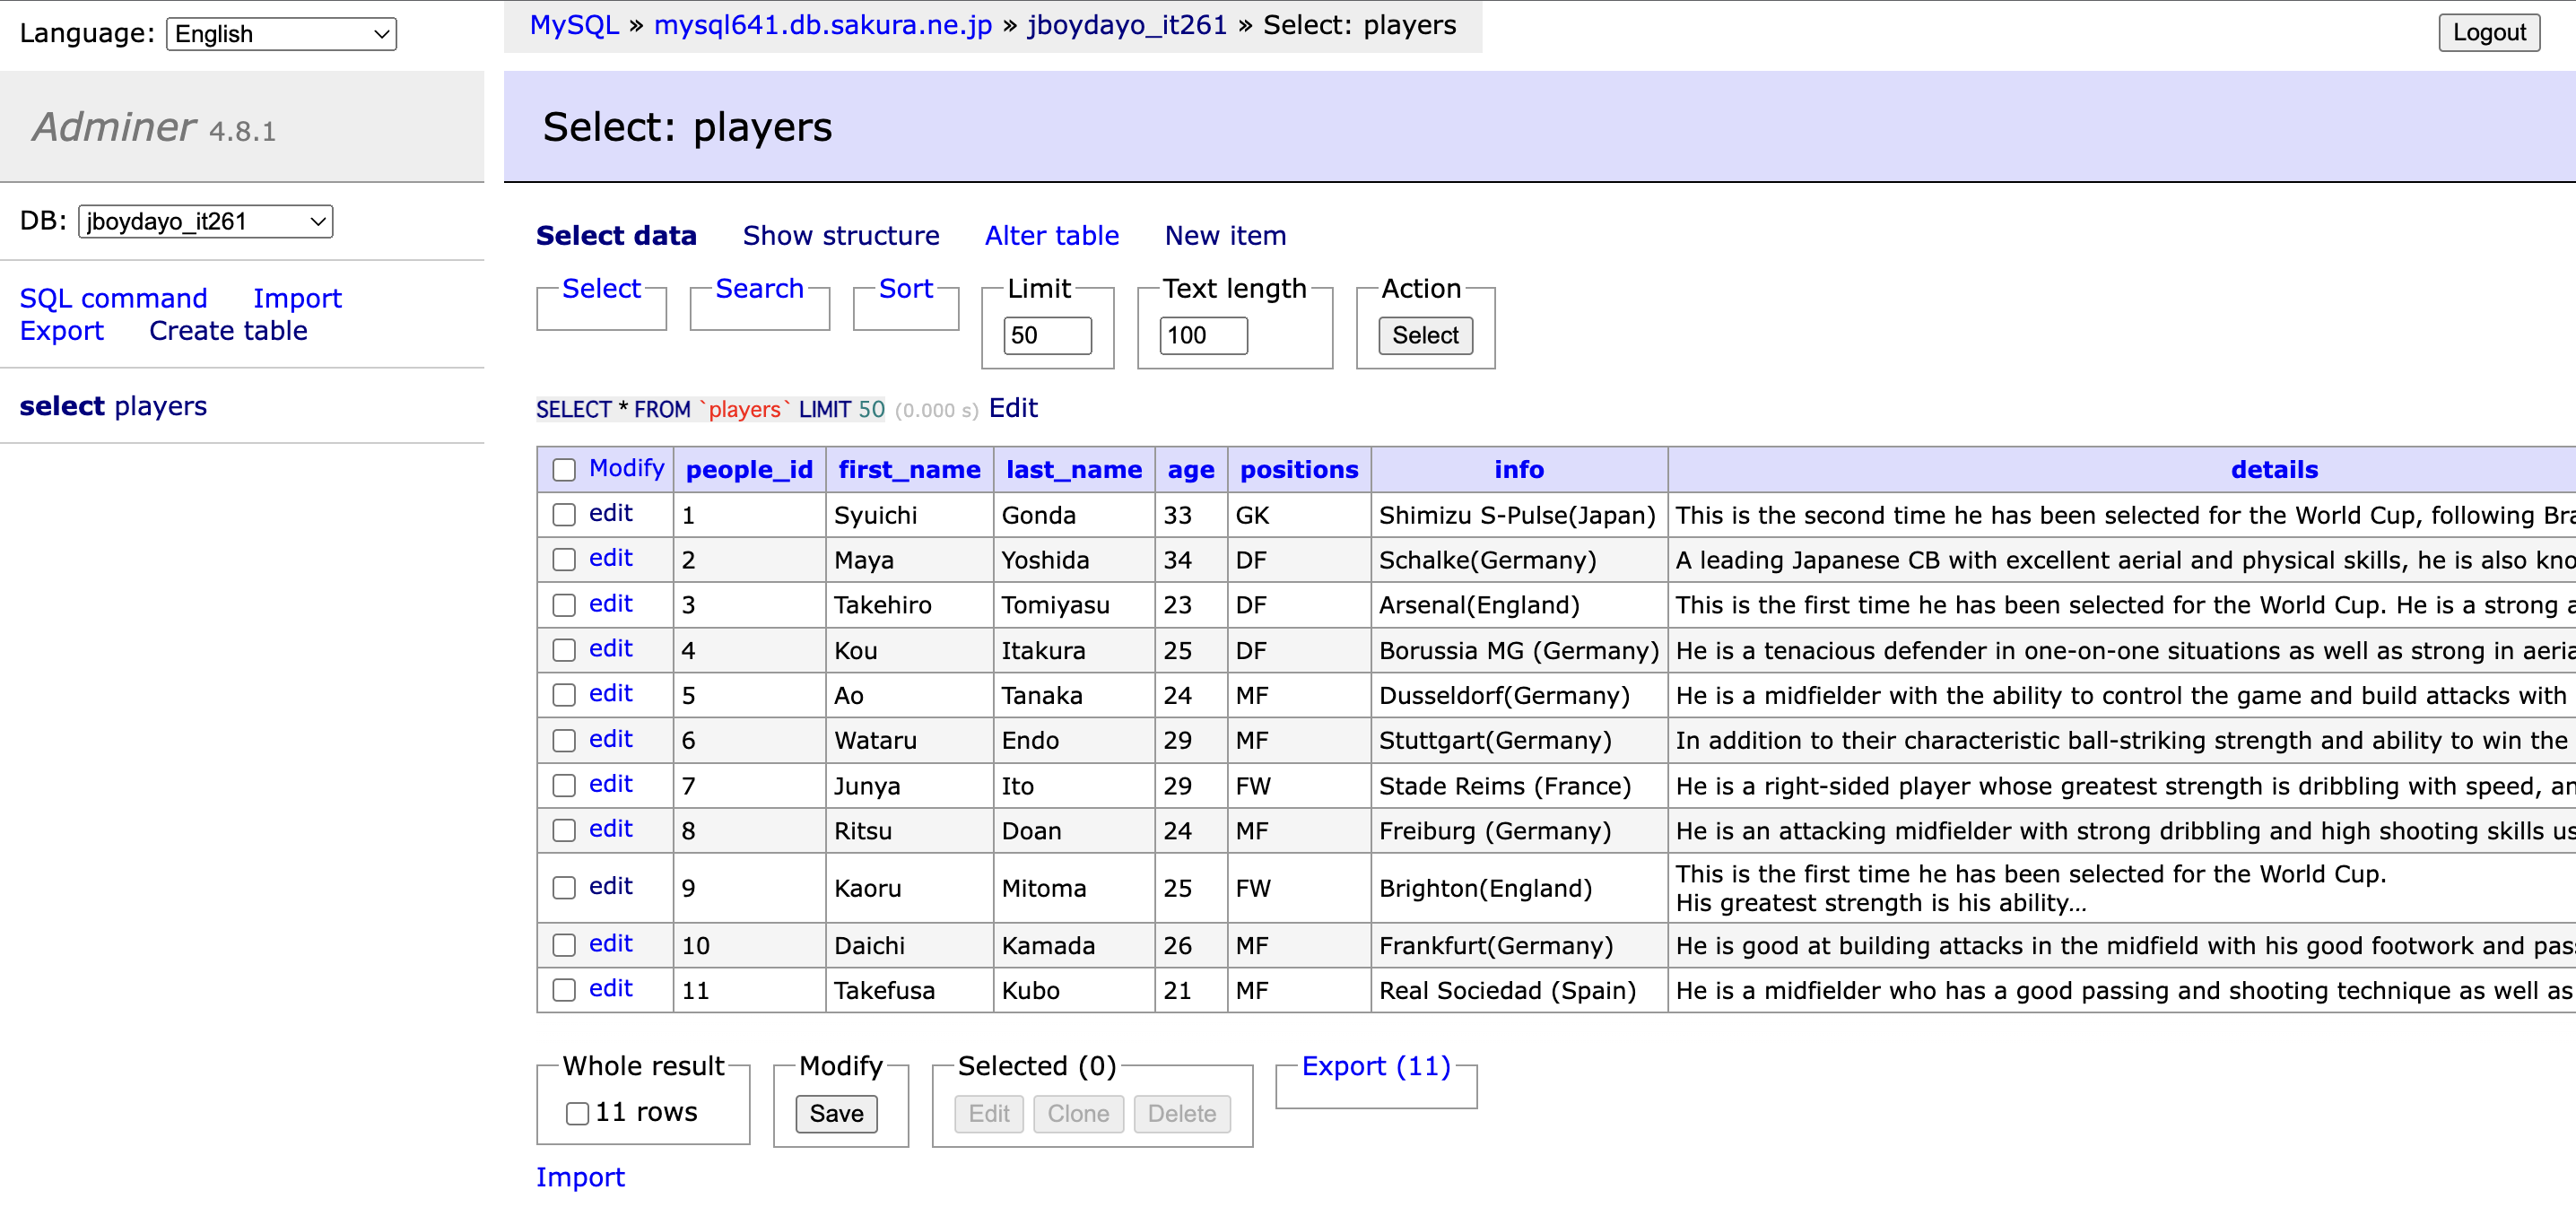 Language: English
MySQL » mysql641.db.sakura.ne.jp » jboydayo_it261 » Select: players
Logout
Adminer 4.8.1
Select: players
DB: jboydayo_it261
SQL command Import
Export Create table
select players
Select data Show structure Alter table New item
Select Search Sort Limit Text length Action
50 100 Select
SELECT * FROM `players` LIMIT 50 (0.000 s) Edit
Modify people_id first_name last_name age positions info details
edit 1 Syuichi Gonda 33 GK Shimizu S-Pulse(Japan) This is the second time he has been selected for the World Cup, following
edit 2 Maya Yoshida 34 DF Schalke(Germany) A leading Japanese CB with excellent aerial and physical skills, he is also
edit 3 Takehiro Tomiyasu 23 DF Arsenal(England) This is the first time he has been selected for the World Cup. He is a strong
edit 4 Kou Itakura 25 DF Borussia MG (Germany) He is a tenacious defender in one-on-one situations as well as strong in
edit 5 Ao Tanaka 24 MF Dusseldorf(Germany) He is a midfielder with the ability to control the game and build attacks with
edit 6 Wataru Endo 29 MF Stuttgart(Germany) In addition to their characteristic ball-striking strength and ability to win the
edit 7 Junya Ito 29 FW Stade Reims (France) He is a right-sided player whose greatest strength is dribbling with speed,
edit 8 Ritsu Doan 24 MF Freiburg (Germany) He is an attacking midfielder with strong dribbling and high shooting skills
edit 9 Kaoru Mitoma 25 FW Brighton(England) This is the first time he has been selected for the World Cup.
His greatest strength is his ability...
edit 10 Daichi Kamada 26 MF Frankfurt(Germany) He is good at building attacks in the midfield with his good footwork and
edit 11 Takefusa Kubo 21 MF Real Sociedad (Spain) He is a midfielder who has a good passing and shooting technique as well as
Whole result Modify Selected (0) Export (11)
11 rows Save Edit Clone Delete
Import